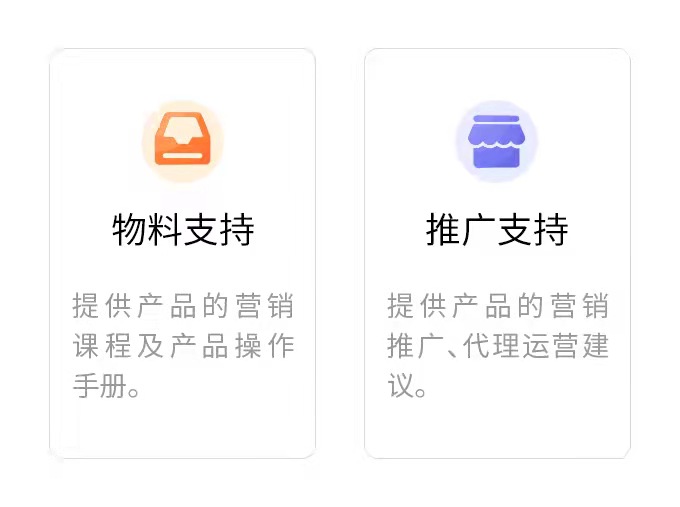 物料支持
提供产品的营销
课程及产品操作
手册。
推广支持
提供产品的营销
推广、代理运营建
议。